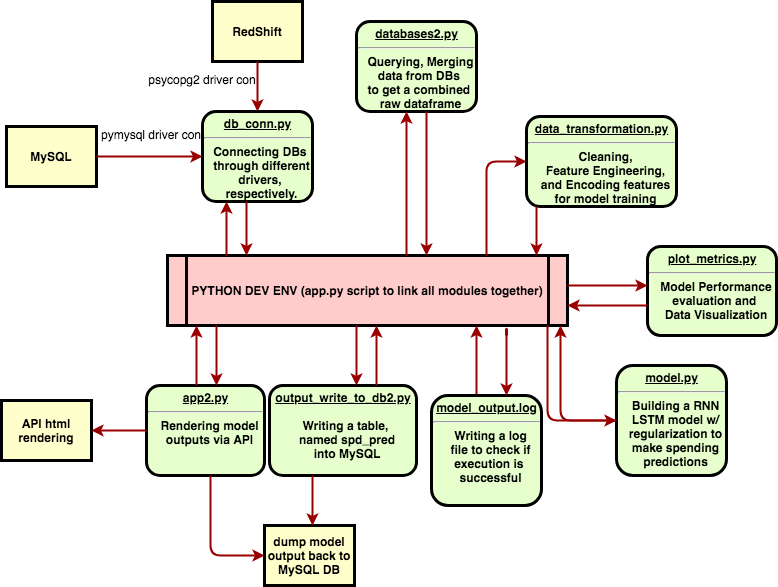 RedShift
psycopg2 driver con
databases2.py
Querying, Merging
data from DBs
to get a combined
raw dataframe
MySQL
pymysql driver con
db_conn.py
Connecting DBs
through different
drivers,
respectively.
data_transformation.py
Cleaning,
Feature Engineering,
and Encoding features
for model training
PYTHON DEV ENV (app.py script to link all modules together)
plot_metrics.py
Model Performance
evaluation and
Data Visualization
API html
rendering
app2.py
Rendering model
outputs via API
output_write_to_db2.py
Writing a table,
named spd_pred
into MySQL
model_output.log
Writing a log
file to check if
execution is
successful
model.py
Building a RNN
LSTM model w/
regularization to
make spending
predictions
dump model
output back to
MySQL DB